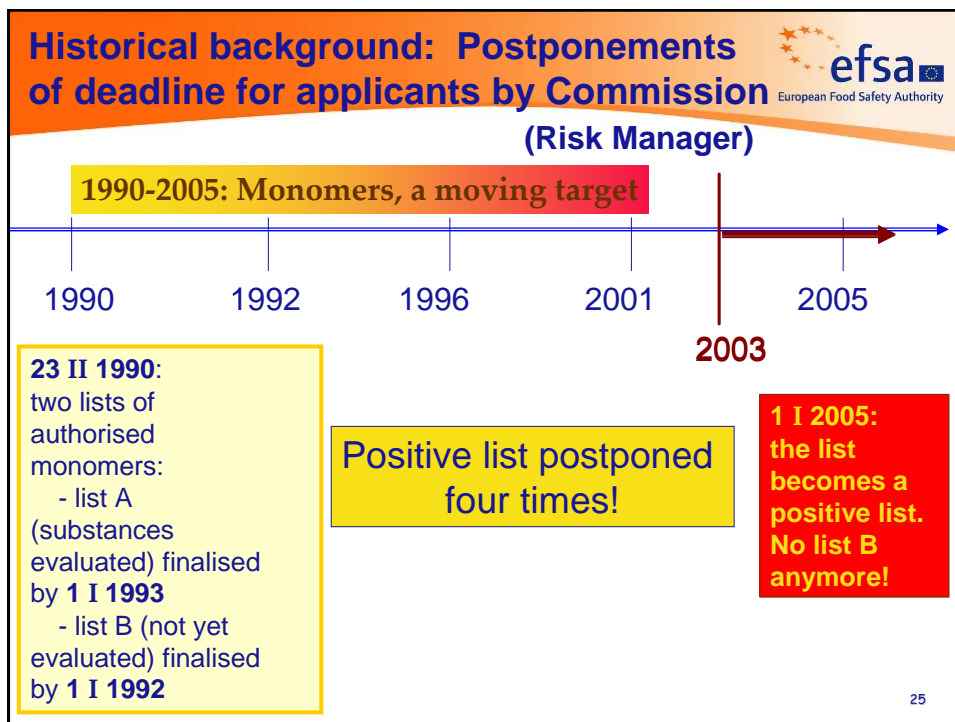 Historical background:  Postponements
of deadline for applicants by Commission
(Risk Manager)
efsa
European Food Safety Authority
1990-2005: Monomers, a moving target
1990
1992
1996
2001
2005
2003
23 II 1990:
two lists of
authorised
monomers:
- list A
(substances
evaluated) finalised
by 1 I 1993
- list B (not yet
evaluated) finalised
by 1 I 1992
Positive list postponed
four times!
1 I 2005:
the list
becomes a
positive list.
No list B
anymore!
25